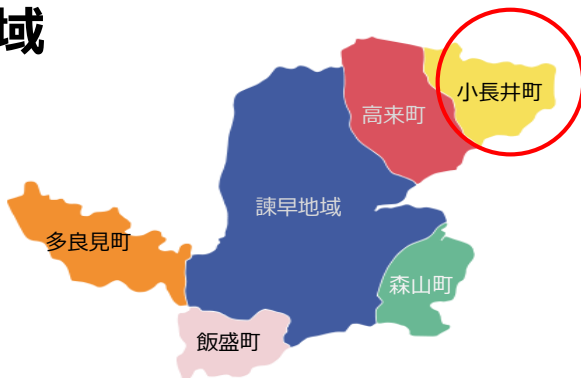 域
小長井町
高来町
諫早地域
多良見町
森山町
飯盛町